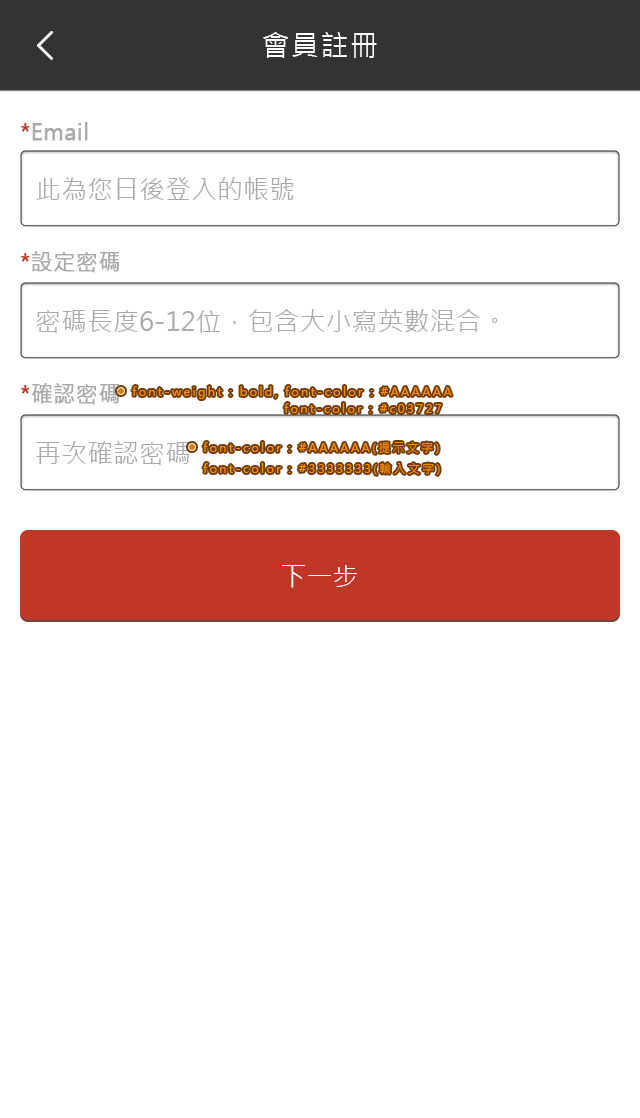 會員註冊
*Email
此為您日後登入的帳號
*設定密碼
密碼長度6-12位，包含大小寫英數混合。
*確認密碼 font-weight : bold, font-color : #AAAAAA
font-color : #c03727
再次確認密碼 font-color : #AAAAAA(提示文字)
font-color : #3333333(輸入文字)
下一步